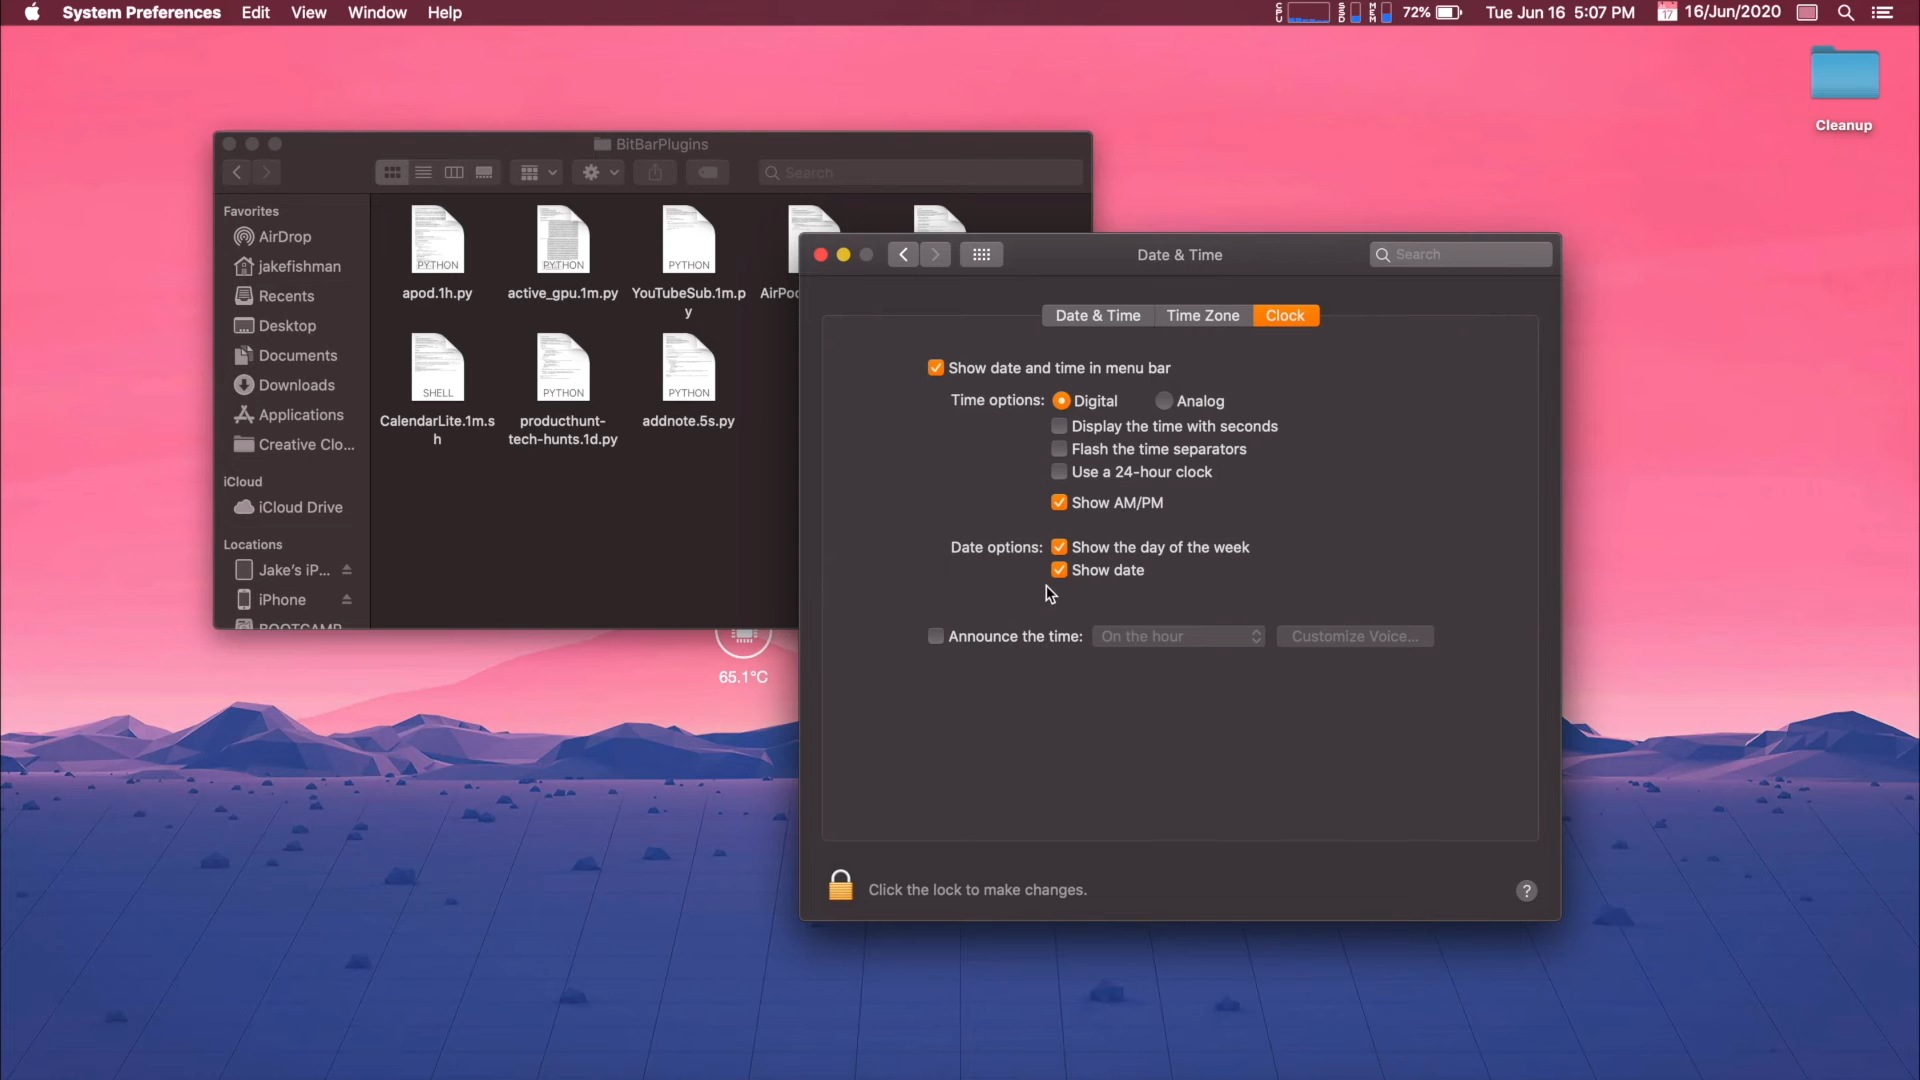 System Preferences Edit View Window Help
CPU SSD MEM 72% Tue Jun 16 5:07 PM 17 16/Jun/2020
Cleanup
BitBarPlugins
Search
Favorites
AirDrop
jakefishman
Recents
Desktop
Documents
Downloads
Applications
Creative Clo...
iCloud
iCloud Drive
Locations
Jake's iP...
iPhone
BOOTCAMP
PYTHON PYTHON PYTHON
apod.1h.py active_gpu.1m.py YouTubeSub.1m.p AirPod
y
SHELL PYTHON PYTHON
CalendarLite.1m.s producthunt- addnote.5s.py
h tech-hunts.1d.py
65.1°C
Date & Time
Search
Date & Time Time Zone Clock
Show date and time in menu bar
Time options: Digital Analog
Display the time with seconds
Flash the time separators
Use a 24-hour clock
Show AM/PM
Date options: Show the day of the week
Show date
Announce the time: On the hour Customize Voice...
Click the lock to make changes. ?